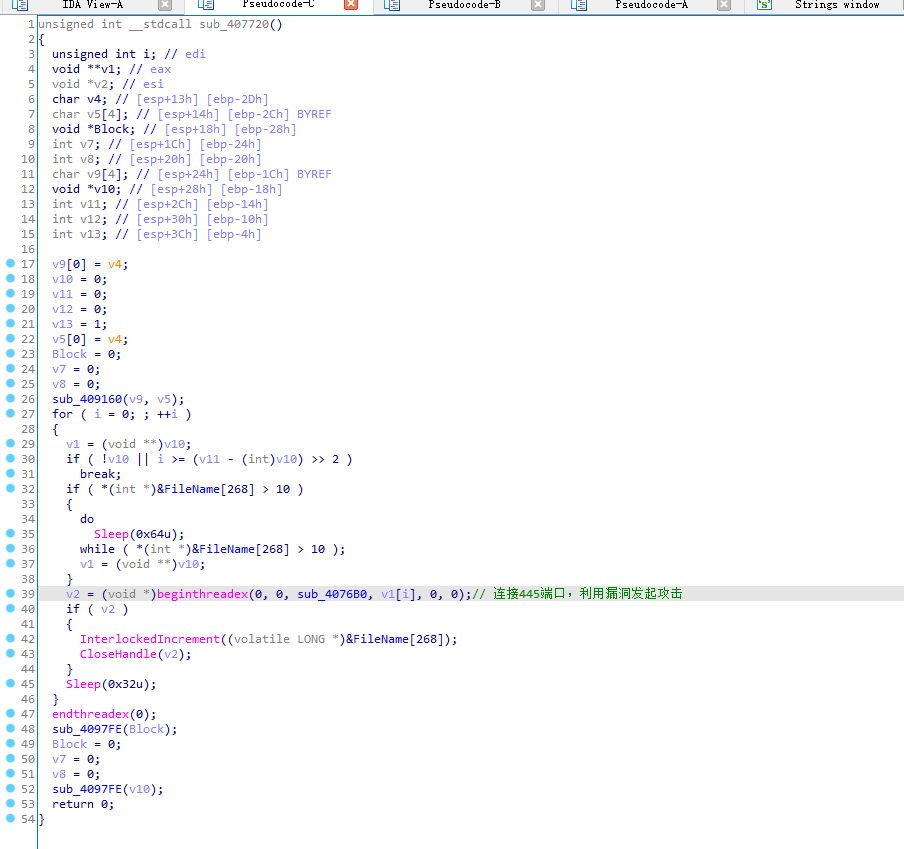 IDA View-A Pseudocode-C Pseudocode-B Pseudocode-A Strings window
1 unsigned int __stdcall sub_407720()
2 {
3 unsigned int i; // edi
4 void **v1; // eax
5 void *v2; // esi
6 char v4; // [esp+13h] [ebp-2Dh]
7 char v5[4]; // [esp+14h] [ebp-2Ch] BYREF
8 void *Block; // [esp+18h] [ebp-28h]
9 int v7; // [esp+1Ch] [ebp-24h]
10 int v8; // [esp+20h] [ebp-20h]
11 char v9[4]; // [esp+24h] [ebp-1Ch] BYREF
12 void *v10; // [esp+28h] [ebp-18h]
13 int v11; // [esp+2Ch] [ebp-14h]
14 int v12; // [esp+30h] [ebp-10h]
15 int v13; // [esp+3Ch] [ebp-4h]
16
17 v9[0] = v4;
18 v10 = 0;
19 v11 = 0;
20 v12 = 0;
21 v13 = 1;
22 v5[0] = v4;
23 Block = 0;
24 v7 = 0;
25 v8 = 0;
26 sub_409160(v9, v5);
27 for ( i = 0; ; ++i )
28 {
29 v1 = (void **)v10;
30 if ( !v10 || i >= (v11 - (int)v10) >> 2 )
31 break;
32 if ( *(int *)&FileName[268] > 10 )
33 {
34 do
35 Sleep(0x64u);
36 while ( *(int *)&FileName[268] > 10 );
37 v1 = (void **)v10;
38 }
39 v2 = (void *)beginthreadex(0, 0, sub_4076B0, v1[i], 0, 0);// 连接445端口，利用漏洞发起攻击
40 if ( v2 )
41 {
42 InterlockedIncrement((volatile LONG *)&FileName[268]);
43 CloseHandle(v2);
44 }
45 Sleep(0x32u);
46 }
47 endthreadex(0);
48 sub_4097FE(Block);
49 Block = 0;
50 v7 = 0;
51 v8 = 0;
52 sub_4097FE(v10);
53 return 0;
54 }